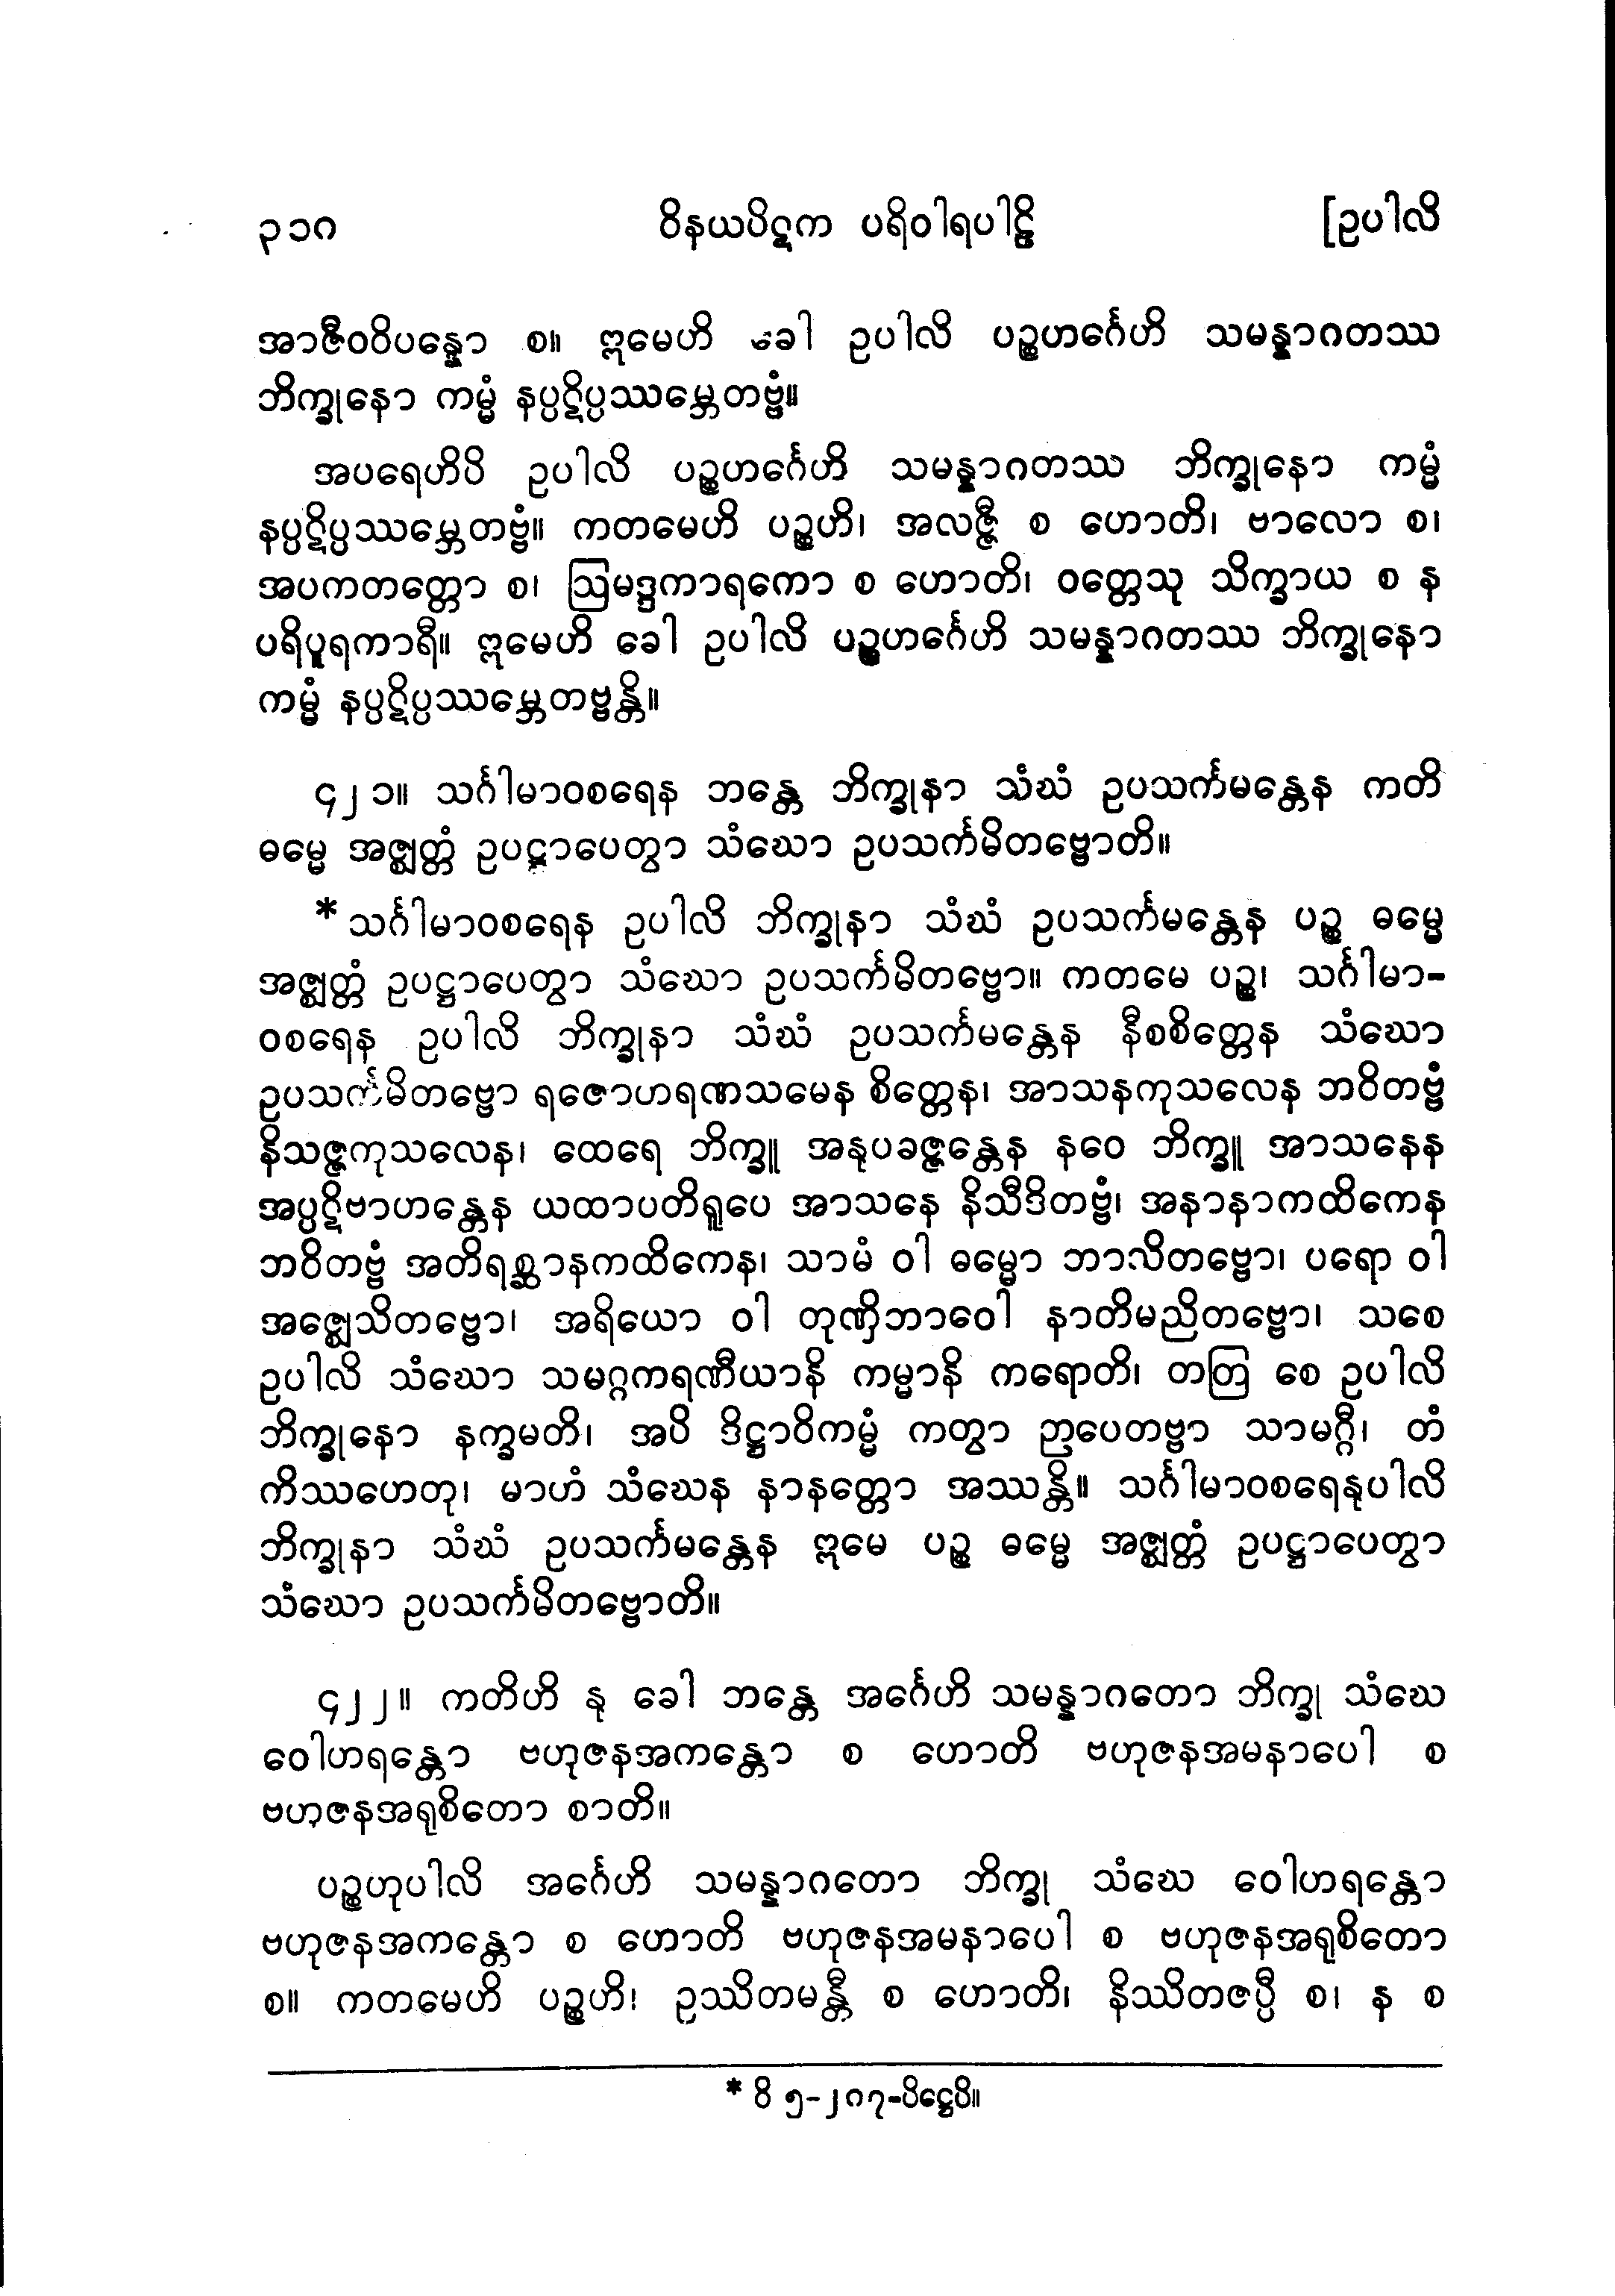 ၃၁၈ ဝိနယပိဋက ပရိဝါရပါဠိ [ဥပါလိ
အာဇီဝဝိပန္နော စ။ ဣမေဟိ ခေါ ဥပါလိ ပဉ္စဟင်္ဂေဟိ သမန္နာဂတဿ
ဘိက္ခုနော ကမ္မံ နပ္ပဋိပ္ပဿမ္ဘေတဗ္ဗံ။
အပရေဟိပိ ဥပါလိ ပဉ္စဟင်္ဂေဟိ သမန္နာဂတဿ ဘိက္ခုနော ကမ္မံ
နပ္ပဋိပ္ပဿမ္ဘေတဗ္ဗံ။ ကတမေဟိ ပဉ္စဟိ၊ အလဇ္ဇီ စ ဟောတိ၊ ဗာလော စ၊
အပကတတ္တော စ၊ ဩမဒ္ဒကာရကော စ ဟောတိ၊ ဝတ္တေသု သိက္ခာယ စ န
ပရိပူရကာရီ။ ဣမေဟိ ခေါ ဥပါလိ ပဉ္စဟင်္ဂေဟိ သမန္နာဂတဿ ဘိက္ခုနော
ကမ္မံ နပ္ပဋိပ္ပဿမ္ဘေတဗ္ဗန္တိ။
၄၂၁။ သင်္ဂါမာဝစရေန ဘန္တေ ဘိက္ခုနာ သံဃံ ဥပသင်္ကမန္တေန ကတိ
ဓမ္မေ အဇ္ဈတ္တံ ဥပဋ္ဌာပေတွာ သံဃော ဥပသင်္ကမိတဗ္ဗောတိ။
* သင်္ဂါမာဝစရေန ဥပါလိ ဘိက္ခုနာ သံဃံ ဥပသင်္ကမန္တေန ပဉ္စ ဓမ္မေ
အဇ္ဈတ္တံ ဥပဋ္ဌာပေတွာ သံဃော ဥပသင်္ကမိတဗ္ဗော။ ကတမေ ပဉ္စ၊ သင်္ဂါမာ-
ဝစရေန ဥပါလိ ဘိက္ခုနာ သံဃံ ဥပသင်္ကမန္တေန နီစစိတ္တေန သံဃော
ဥပသင်္ကမိတဗ္ဗော ရဇောဟရဏသမေန စိတ္တေန၊ အာသနကုသလေန ဘဝိတဗ္ဗံ
နိသဇ္ဇကုသလေန၊ ထေရေ ဘိက္ခူ အနုပခဇ္ဇန္တေန နဝေ ဘိက္ခူ အာသနေန
အပ္ပဋိဗာဟန္တေန ယထာပတိရူပေ အာသနေ နိသီဒိတဗ္ဗံ၊ အနာနာကထိကေန
ဘဝိတဗ္ဗံ အတိရစ္ဆာနကထိကေန၊ သာမံ ဝါ ဓမ္မော ဘာသိတဗ္ဗော၊ ပရော ဝါ
အဇ္ဈေသိတဗ္ဗော၊ အရိယော ဝါ တုဏှိဘာဝေါ နာတိမညိတဗ္ဗော၊ သစေ
ဥပါလိ သံဃော သမဂ္ဂကရဏီယာနိ ကမ္မာနိ ကရောတိ၊ တတြ စေ ဥပါလိ
ဘိက္ခုနော နက္ခမတိ၊ အပိ ဒိဋ္ဌာဝိကမ္မံ ကတွာ ဉာပေတဗ္ဗာ သာမဂ္ဂီ၊ တံ
ကိဿဟေတု၊ မာဟံ သံဃေန နာနတ္တော အဿန္တိ။ သင်္ဂါမာဝစရေနုပါလိ
ဘိက္ခုနာ သံဃံ ဥပသင်္ကမန္တေန ဣမေ ပဉ္စ ဓမ္မေ အဇ္ဈတ္တံ ဥပဋ္ဌာပေတွာ
သံဃော ဥပသင်္ကမိတဗ္ဗောတိ။
၄၂၂။ ကတိဟိ နု ခေါ ဘန္တေ အင်္ဂေဟိ သမန္နာဂတော ဘိက္ခု သံဃေ
ဝေါဟရန္တော ဗဟုဇနအကန္တော စ ဟောတိ ဗဟုဇနအမနာပေါ စ
ဗဟုဇနအရုစိတော စာတိ။
ပဉ္စဟုပါလိ အင်္ဂေဟိ သမန္နာဂတော ဘိက္ခု သံဃေ ဝေါဟရန္တော
ဗဟုဇနအကန္တော စ ဟောတိ ဗဟုဇနအမနာပေါ စ ဗဟုဇနအရုစိတော
စ။ ကတမေဟိ ပဉ္စဟိ၊ ဥဿိတမန္တီ စ ဟောတိ၊ နိဿိတဇပ္ပီ စ၊ န စ
* ဝိ ၅-၂၈၇-ပိဋ္ဌေပိ။